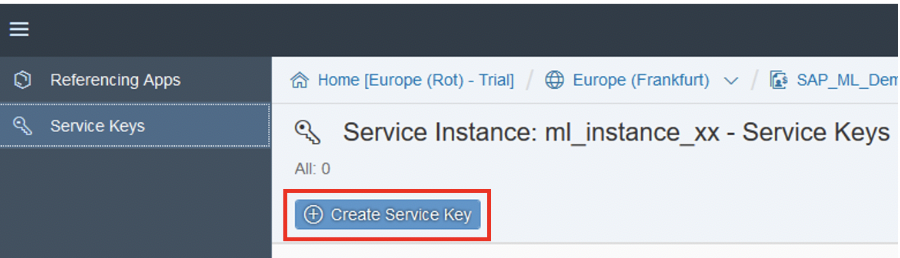 Referencing Apps
Service Keys
Home [Europe (Rot) - Trial] / Europe (Frankfurt) / SAP_ML_Dem
Service Instance: ml_instance_xx - Service Keys
All: 0
Create Service Key